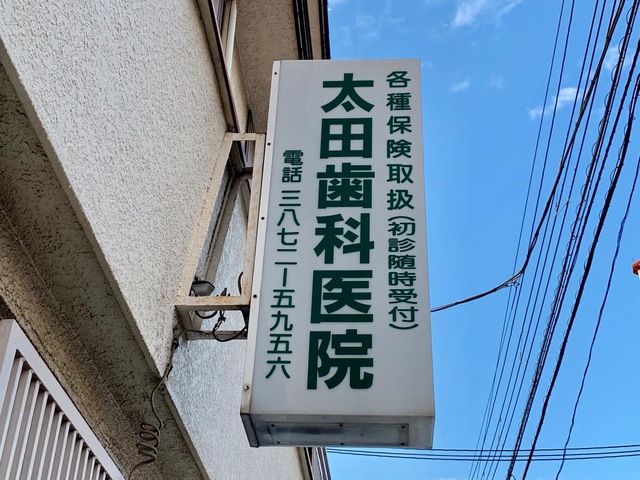 各種保険取扱(初診随時受付)
太田歯科医院
電話 三八七二ー五九五六